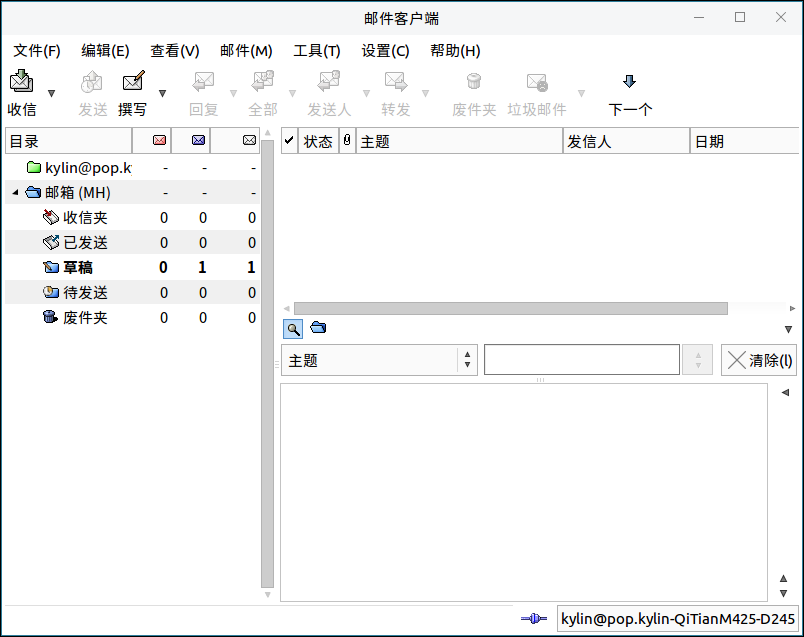 邮件客户端
文件(F) 编辑(E) 查看(V) 邮件(M) 工具(T) 设置(C) 帮助(H)
收信 发送 撰写 回复 全部 发送人 转发 废件夹 垃圾邮件 下一个
目录 状态 主题 发信人 日期
kylin@pop.k - - -
邮箱 (MH) - - -
收信夹 0 0 0
已发送 0 0 0
草稿 0 1 1
待发送 0 0 0
废件夹 0 0 0
主题 清除(I)
kylin@pop.kylin-QiTianM425-D245